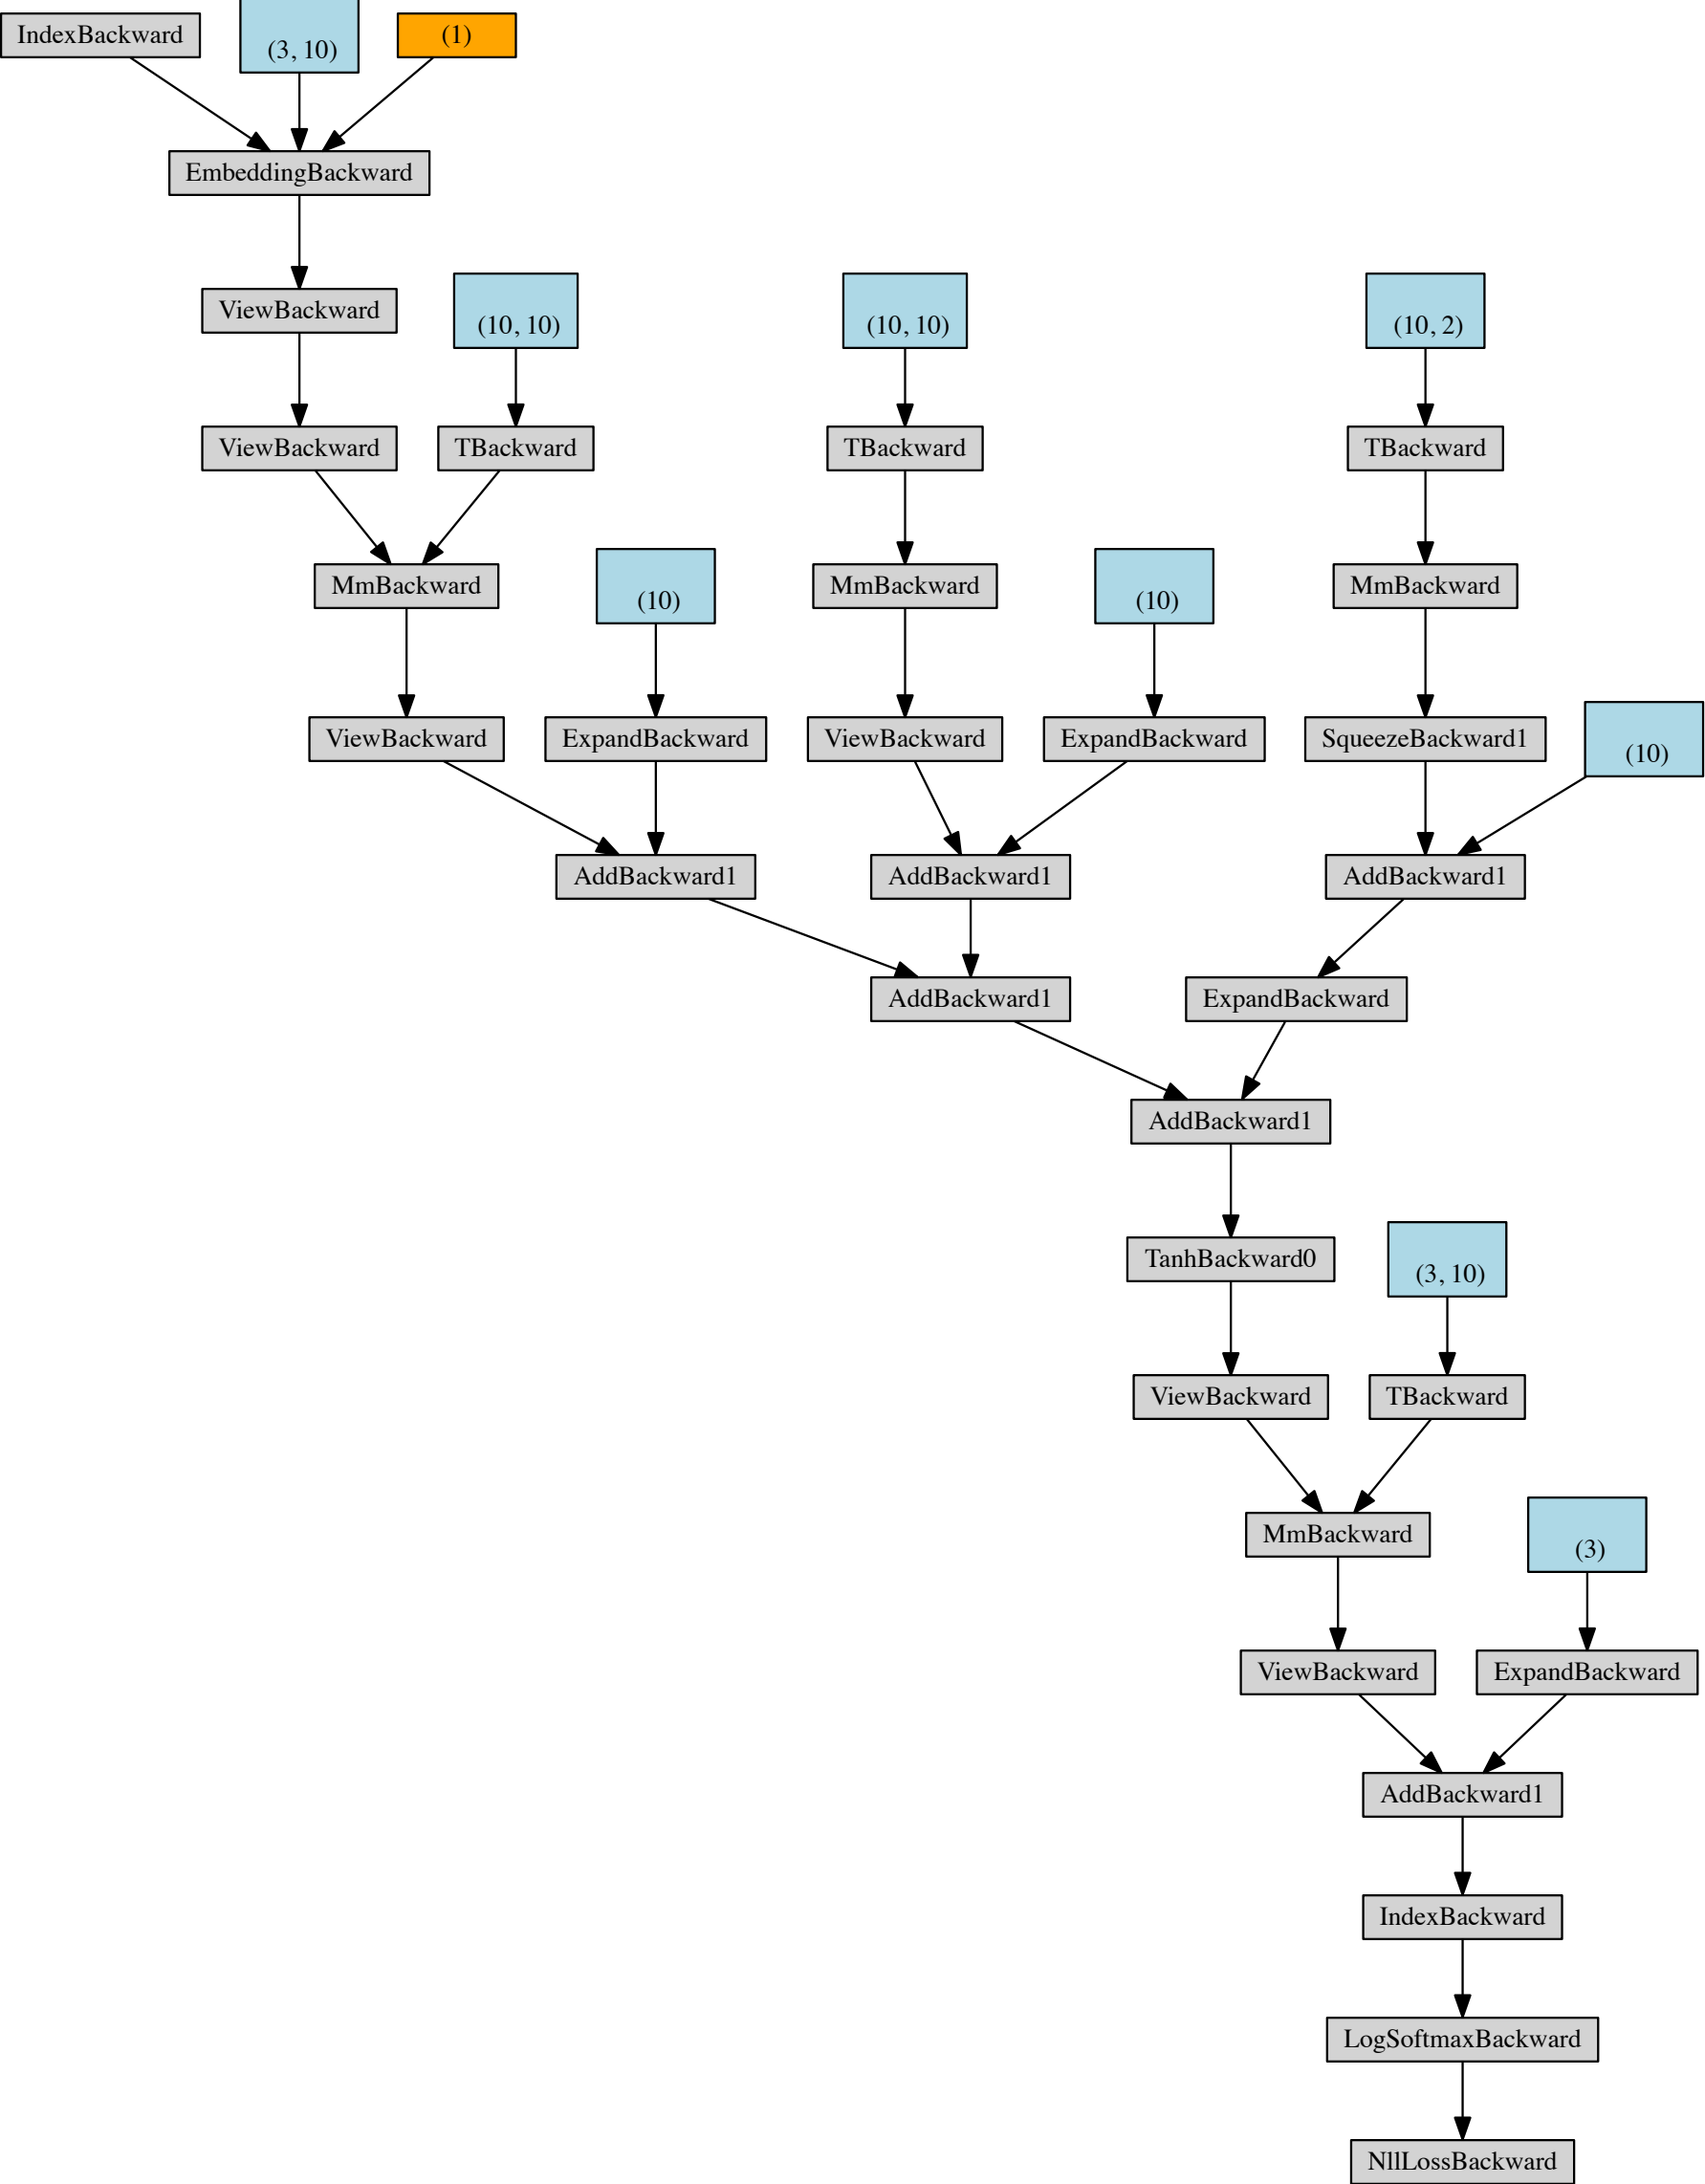 IndexBackward
(3, 10)
(1)
EmbeddingBackward
ViewBackward
(10, 10)
(10, 10)
(10, 2)
ViewBackward
TBackward
TBackward
TBackward
MmBackward
(10)
MmBackward
(10)
MmBackward
ViewBackward
ExpandBackward
ViewBackward
ExpandBackward
SqueezeBackward1
(10)
AddBackward1
AddBackward1
AddBackward1
AddBackward1
ExpandBackward
AddBackward1
TanhBackward0
(3, 10)
ViewBackward
TBackward
MmBackward
(3)
ViewBackward
ExpandBackward
AddBackward1
IndexBackward
LogSoftmaxBackward
NllLossBackward